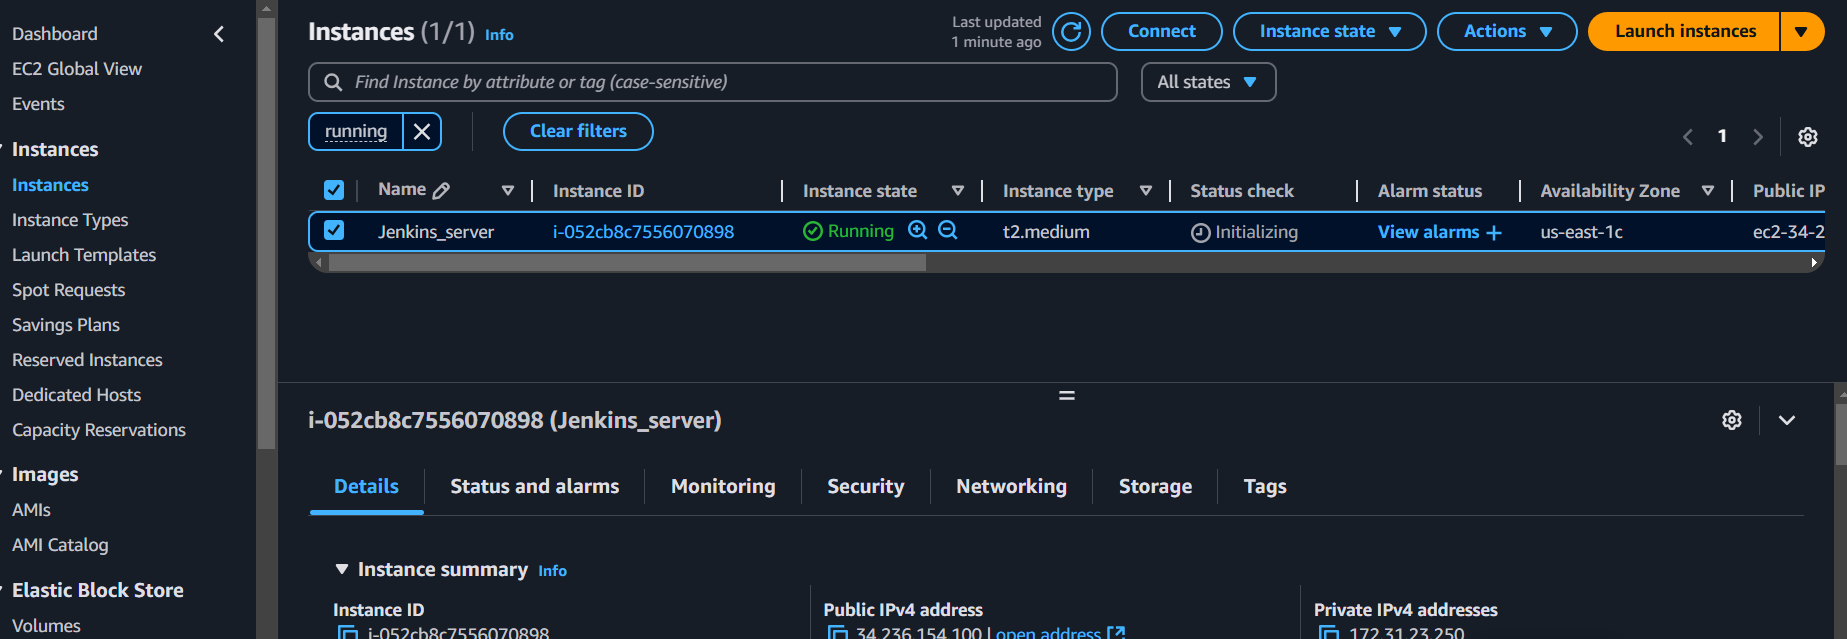 Dashboard
EC2 Global View
Events
Instances
Instances
Instance Types
Launch Templates
Spot Requests
Savings Plans
Reserved Instances
Dedicated Hosts
Capacity Reservations
Images
AMIs
AMI Catalog
Elastic Block Store
Volumes
Instances (1/1) Info
Last updated
1 minute ago
Connect
Instance state
Actions
Launch instances
Find Instance by attribute or tag (case-sensitive)
All states
running
Clear filters
1
Name Instance ID Instance state Instance type Status check Alarm status Availability Zone Public IP
Jenkins_server i-052cb8c7556070898 Running t2.medium Initializing View alarms + us-east-1c ec2-34-2
i-052cb8c7556070898 (Jenkins_server)
Details Status and alarms Monitoring Security Networking Storage Tags
Instance summary Info
Instance ID
i-052cb8c7556070898
Public IPv4 address
34.236.154.100 | open address
Private IPv4 addresses
172.31.23.250